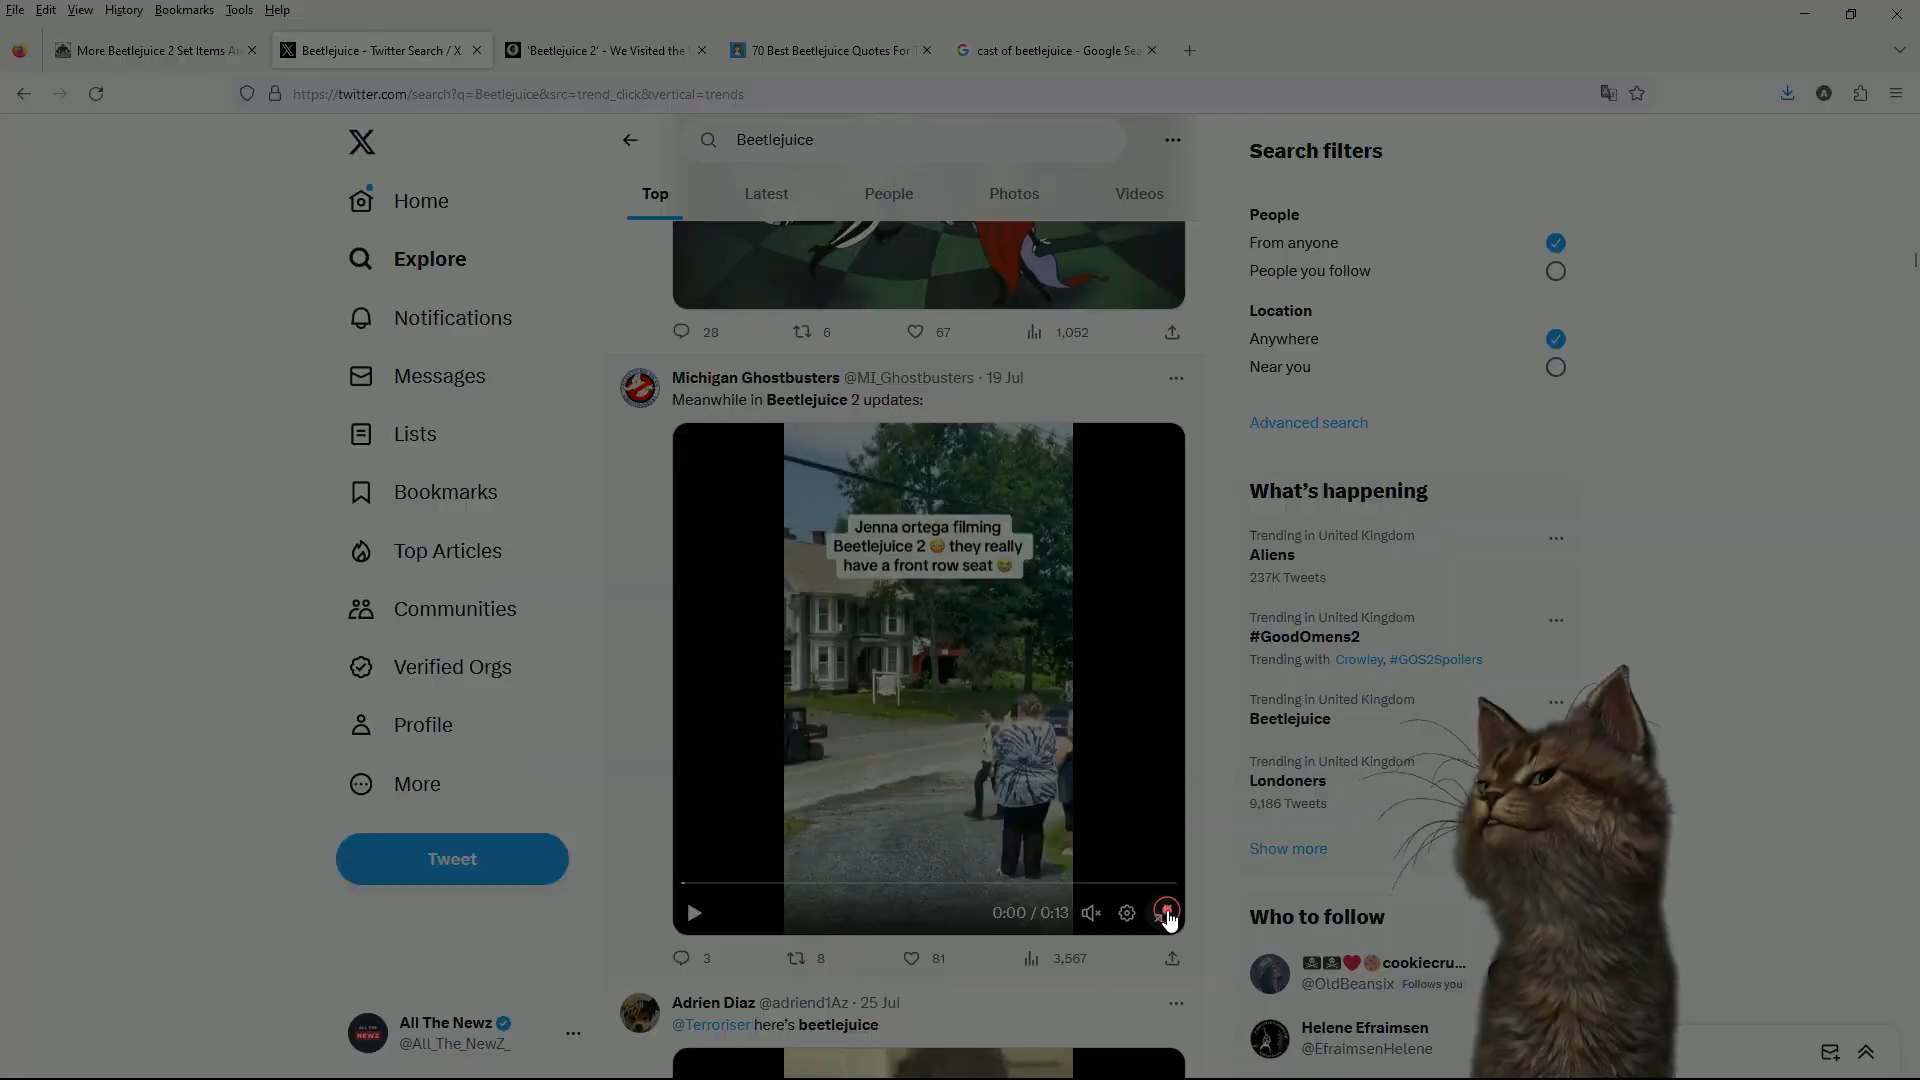 File Edit View History Bookmarks Tools Help
More Beetlejuice 2 Set Items Ar
Beetlejuice - Twitter Search / X
'Beetlejuice 2' - We Visited the
70 Best Beetlejuice Quotes For
cast of beetlejuice - Google Sea
https://twitter.com/search?q=Beetlejuice&src=trend_click&vertical=trends
Home
Explore
Notifications
Messages
Lists
Bookmarks
Top Articles
Communities
Verified Orgs
Profile
More
Tweet
All The Newz
@All_The_NewZ_
Beetlejuice
Top Latest People Photos Videos
28 6 67 1,052
Michigan Ghostbusters @MI_Ghostbusters · 19 Jul
Meanwhile in Beetlejuice 2 updates:
Jenna ortega filming
Beetlejuice 2 😳 they really
have a front row seat 😭
0:00 / 0:13
3 8 81 3,567
Adrien Diaz @adriend1Az · 25 Jul
@Terroriser here's beetlejuice
Search filters
People
From anyone
People you follow
Location
Anywhere
Near you
Advanced search
What's happening
Trending in United Kingdom
Aliens
237K Tweets
Trending in United Kingdom
#GoodOmens2
Trending with Crowley, #GOS2Spoilers
Trending in United Kingdom
Beetlejuice
Trending in United Kingdom
Londoners
9,186 Tweets
Show more
Who to follow
cookiecru...
@OldBeansix Follows you
Helene Efraimsen
@EfraimsenHelene